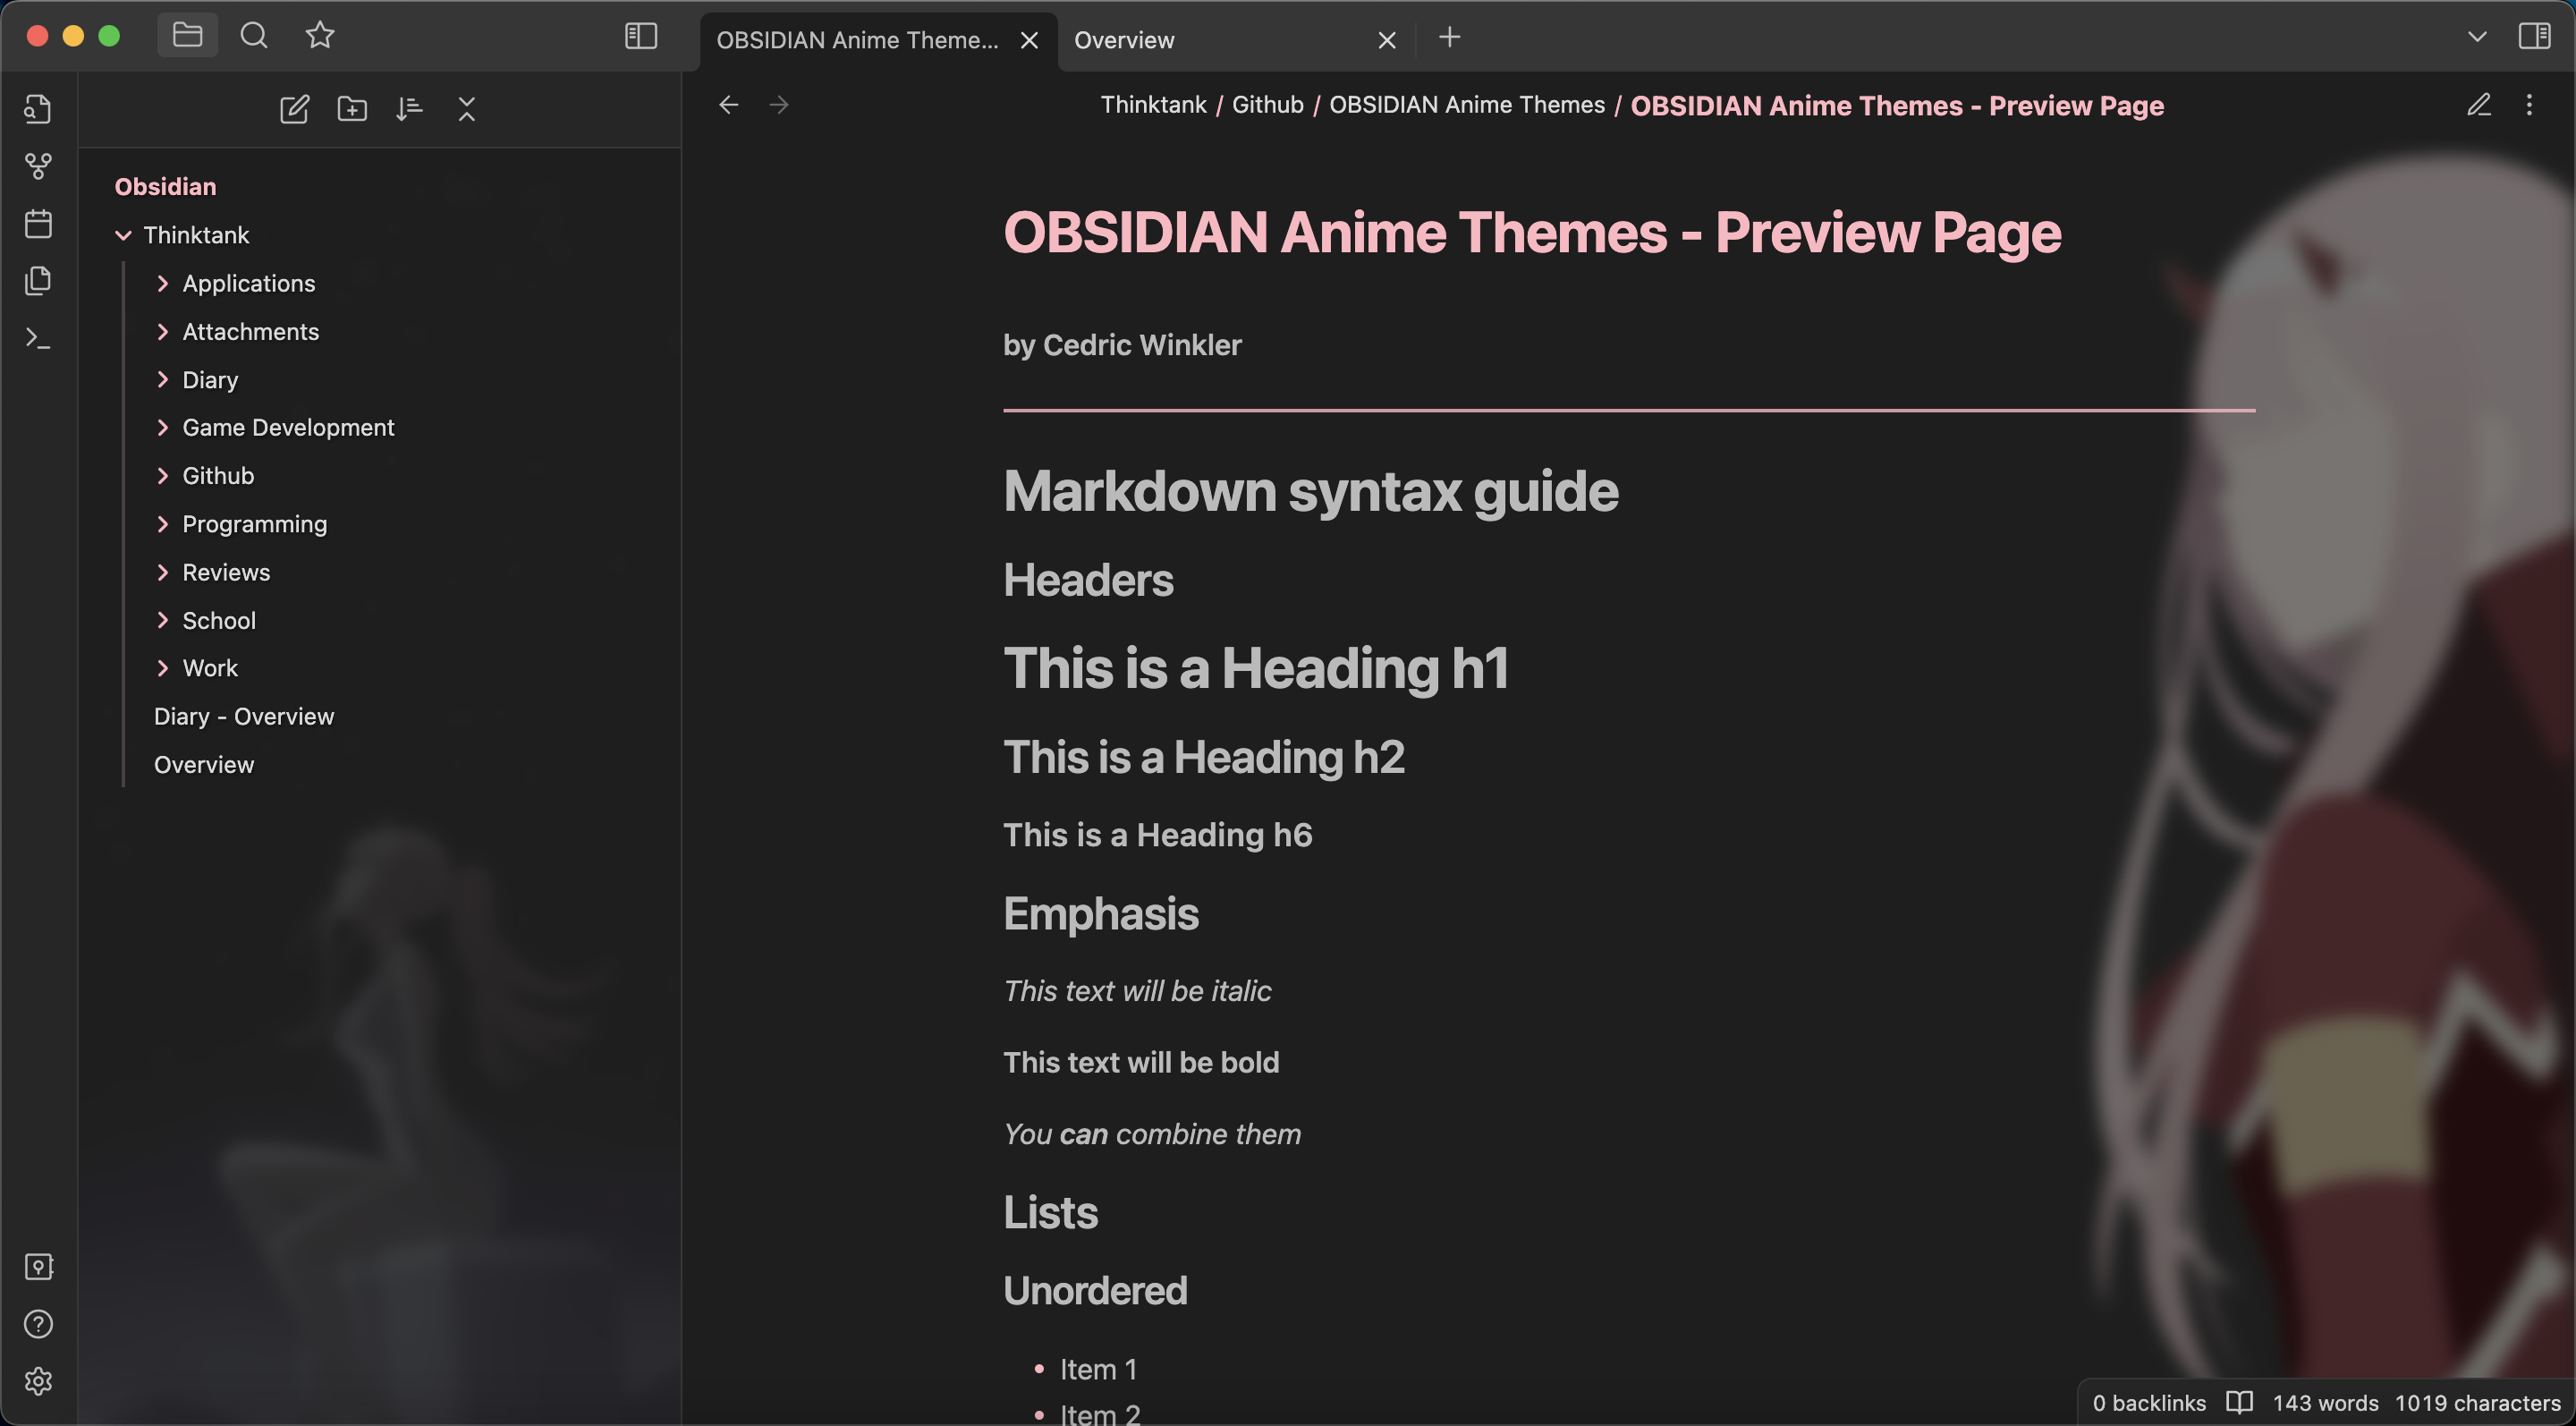 OBSIDIAN Anime Theme...
Overview
Thinktank / Github / OBSIDIAN Anime Themes / OBSIDIAN Anime Themes - Preview Page
Obsidian
Thinktank
Applications
Attachments
Diary
Game Development
Github
Programming
Reviews
School
Work
Diary - Overview
Overview
OBSIDIAN Anime Themes - Preview Page
by Cedric Winkler
Markdown syntax guide
Headers
This is a Heading h1
This is a Heading h2
This is a Heading h6
Emphasis
This text will be italic
This text will be bold
You can combine them
Lists
Unordered
• Item 1
• Item 2
0 backlinks 143 words 1019 characters